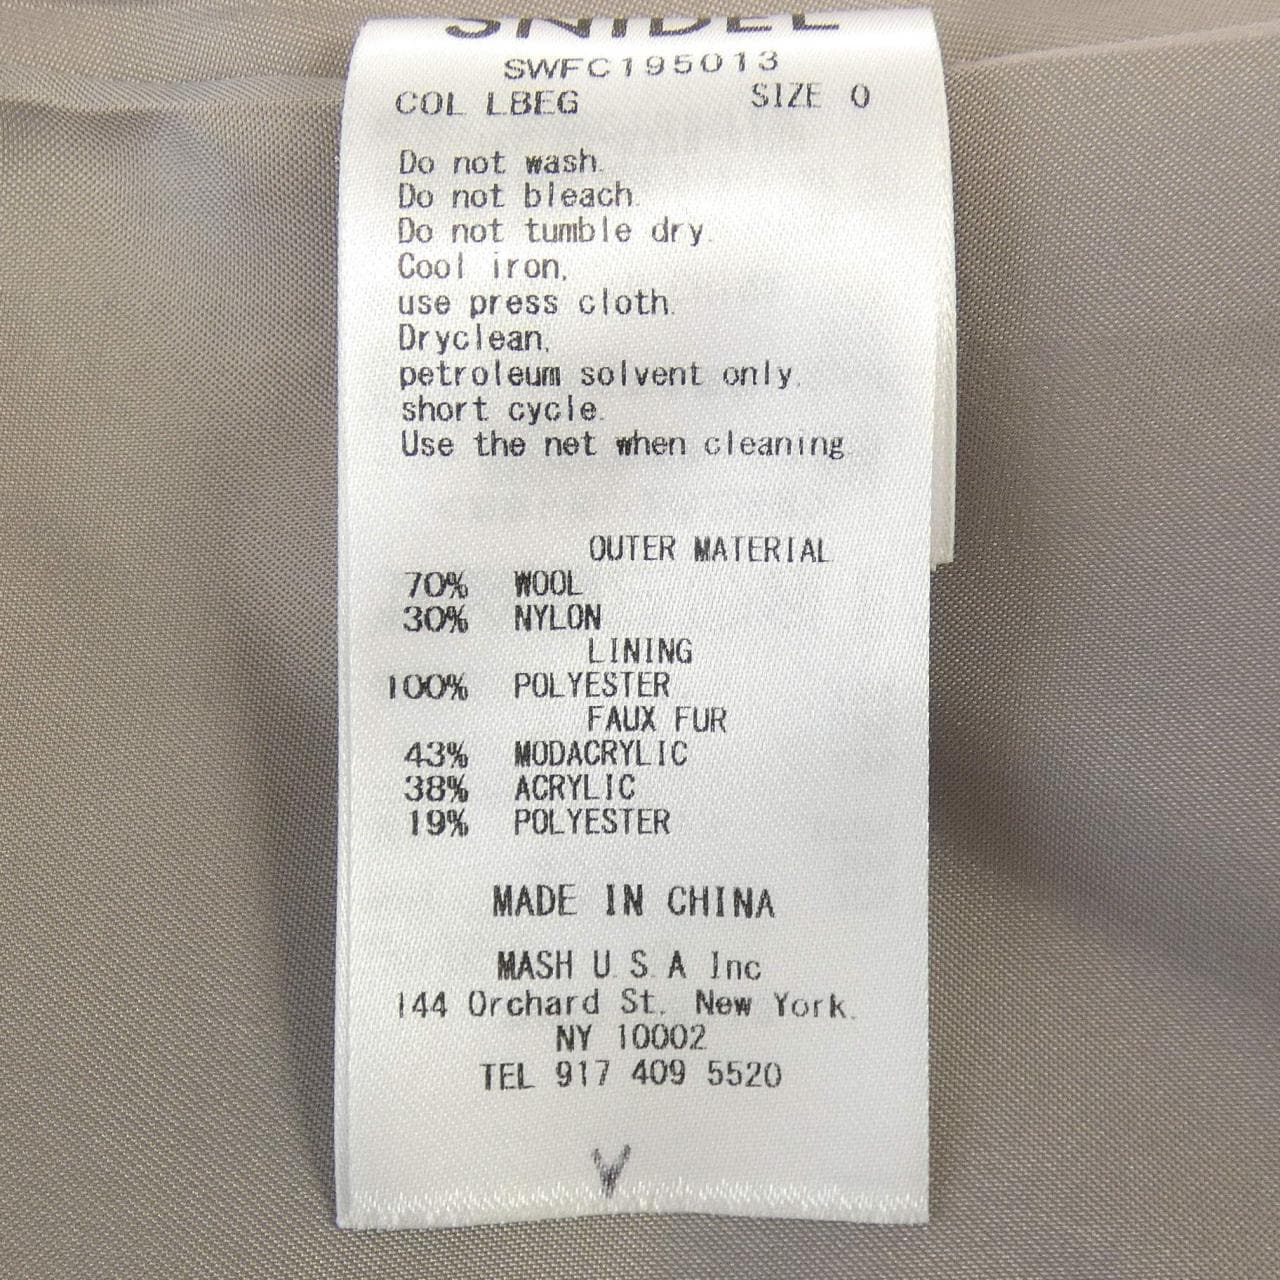 SNIDEL
SWFC195013
COL LBEG SIZE 0
Do not wash.
Do not bleach.
Do not tumble dry.
Cool iron,
use press cloth.
Dryclean,
petroleum solvent only,
short cycle.
Use the net when cleaning.
OUTER MATERIAL
70% WOOL
30% NYLON
LINING
100% POLYESTER
FAUX FUR
43% MODACRYLIC
38% ACRYLIC
19% POLYESTER
MADE IN CHINA
MASH U.S.A Inc
144 Orchard St. New York.
NY 10002
TEL 917 409 5520